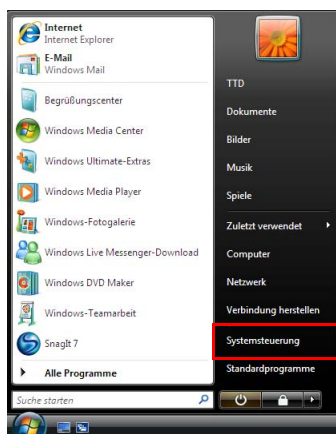 Internet
Internet Explorer
E-Mail
Windows Mail
Begrüßungscenter
Windows Media Center
Windows Ultimate-Extras
Windows Media Player
Windows-Fotogalerie
Windows Live Messenger-Download
Windows DVD Maker
Windows-Teamarbeit
SnagIt 7
Alle Programme
Suche starten
TTD
Dokumente
Bilder
Musik
Spiele
Zuletzt verwendet
Computer
Netzwerk
Verbindung herstellen
Systemsteuerung
Standardprogramme